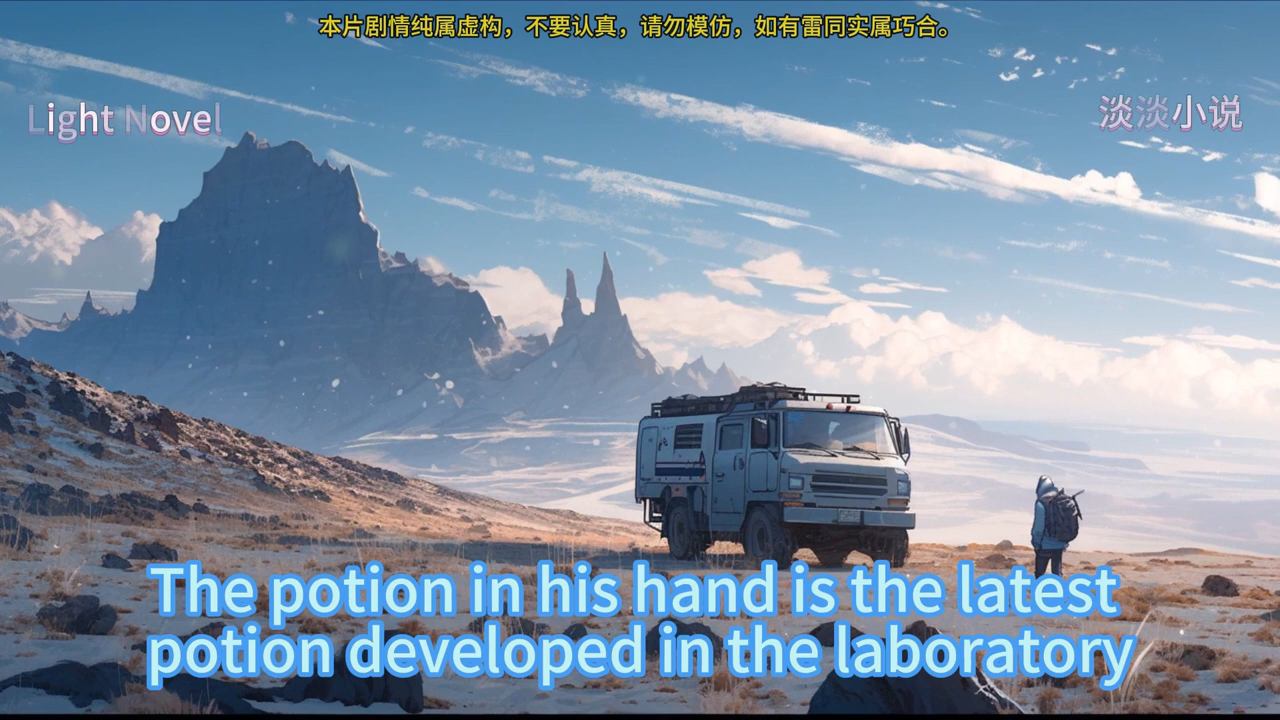 本片剧情纯属虚构，不要认真，请勿模仿，如有雷同实属巧合。
Light Novel
淡淡小说
The potion in his hand is the latest
potion developed in the laboratory